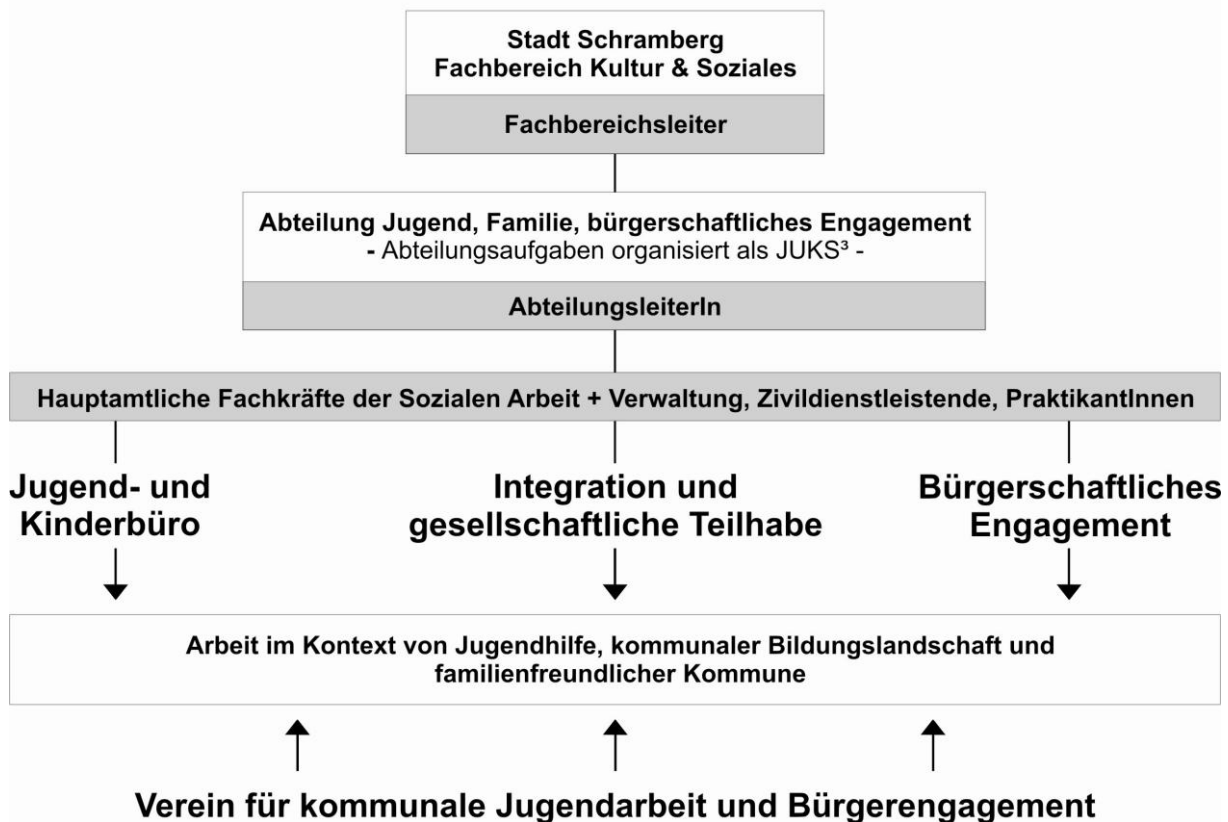 Stadt Schramberg
Fachbereich Kultur & Soziales
Fachbereichsleiter
Abteilung Jugend, Familie, bürgerschaftliches Engagement
- Abteilungsaufgaben organisiert als JUKS³ -
AbteilungsleiterIn
Hauptamtliche Fachkräfte der Sozialen Arbeit + Verwaltung, Zivildienstleistende, PraktikantInnen
Jugend- und
Kinderbüro
Integration und
gesellschaftliche Teilhabe
Bürgerschaftliches
Engagement
Arbeit im Kontext von Jugendhilfe, kommunaler Bildungslandschaft und
familienfreundlicher Kommune
Verein für kommunale Jugendarbeit und Bürgerengagement